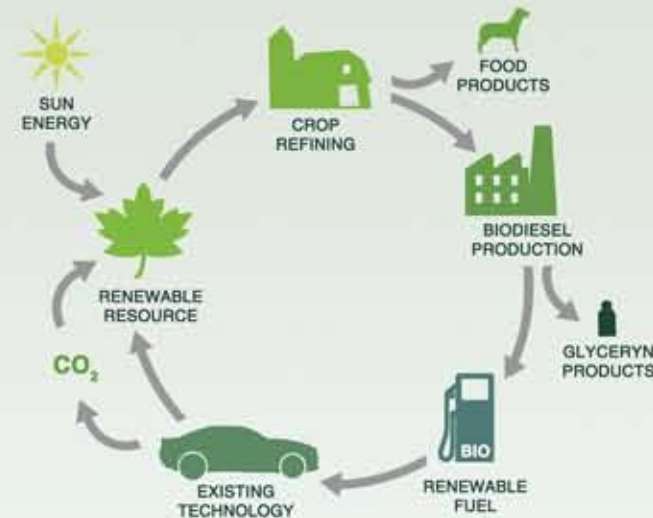 SUN
ENERGY
CROP
REFINING
FOOD
PRODUCTS
BIODIESEL
PRODUCTION
GLYCERYN
PRODUCTS
BIO
RENEWABLE
FUEL
EXISTING
TECHNOLOGY
CO₂
RENEWABLE
RESOURCE